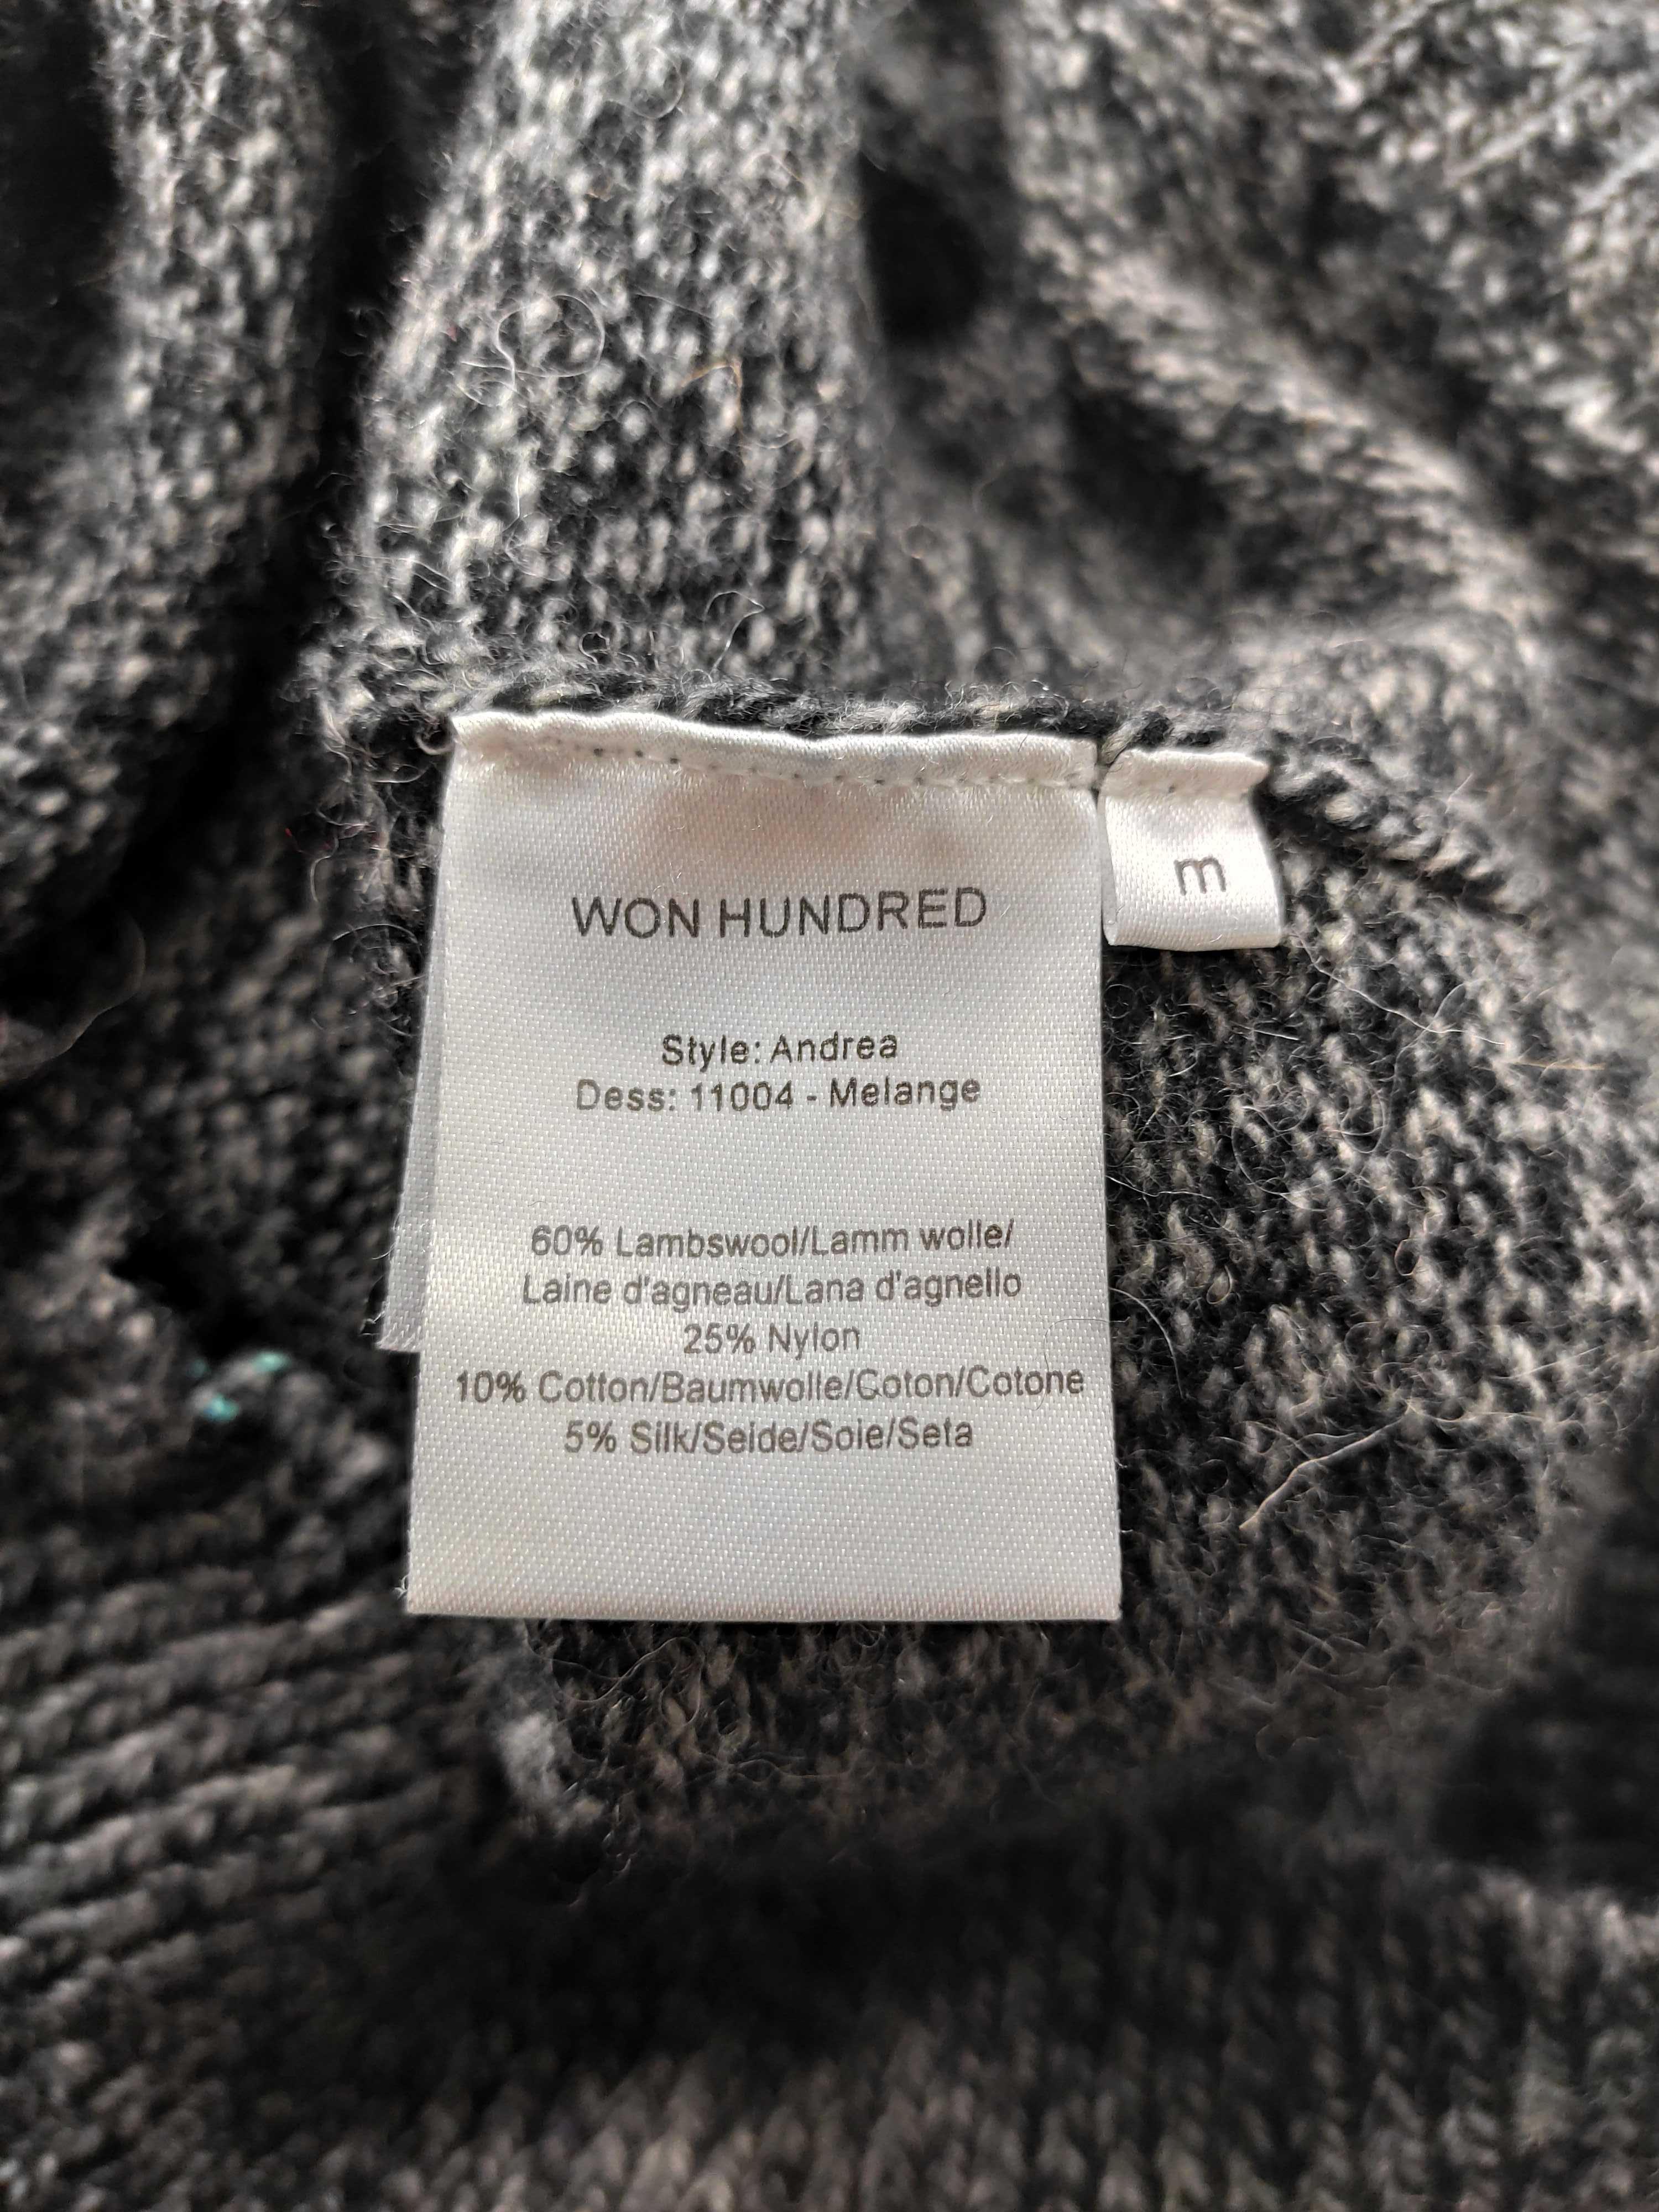 WON HUNDRED
m
Style: Andrea
Dess: 11004 - Melange
60% Lambswool/Lamm wolle/
Laine d'agneau/Lana d'agnello
25% Nylon
10% Cotton/Baumwolle/Coton/Cotone
5% Silk/Seide/Soie/Seta